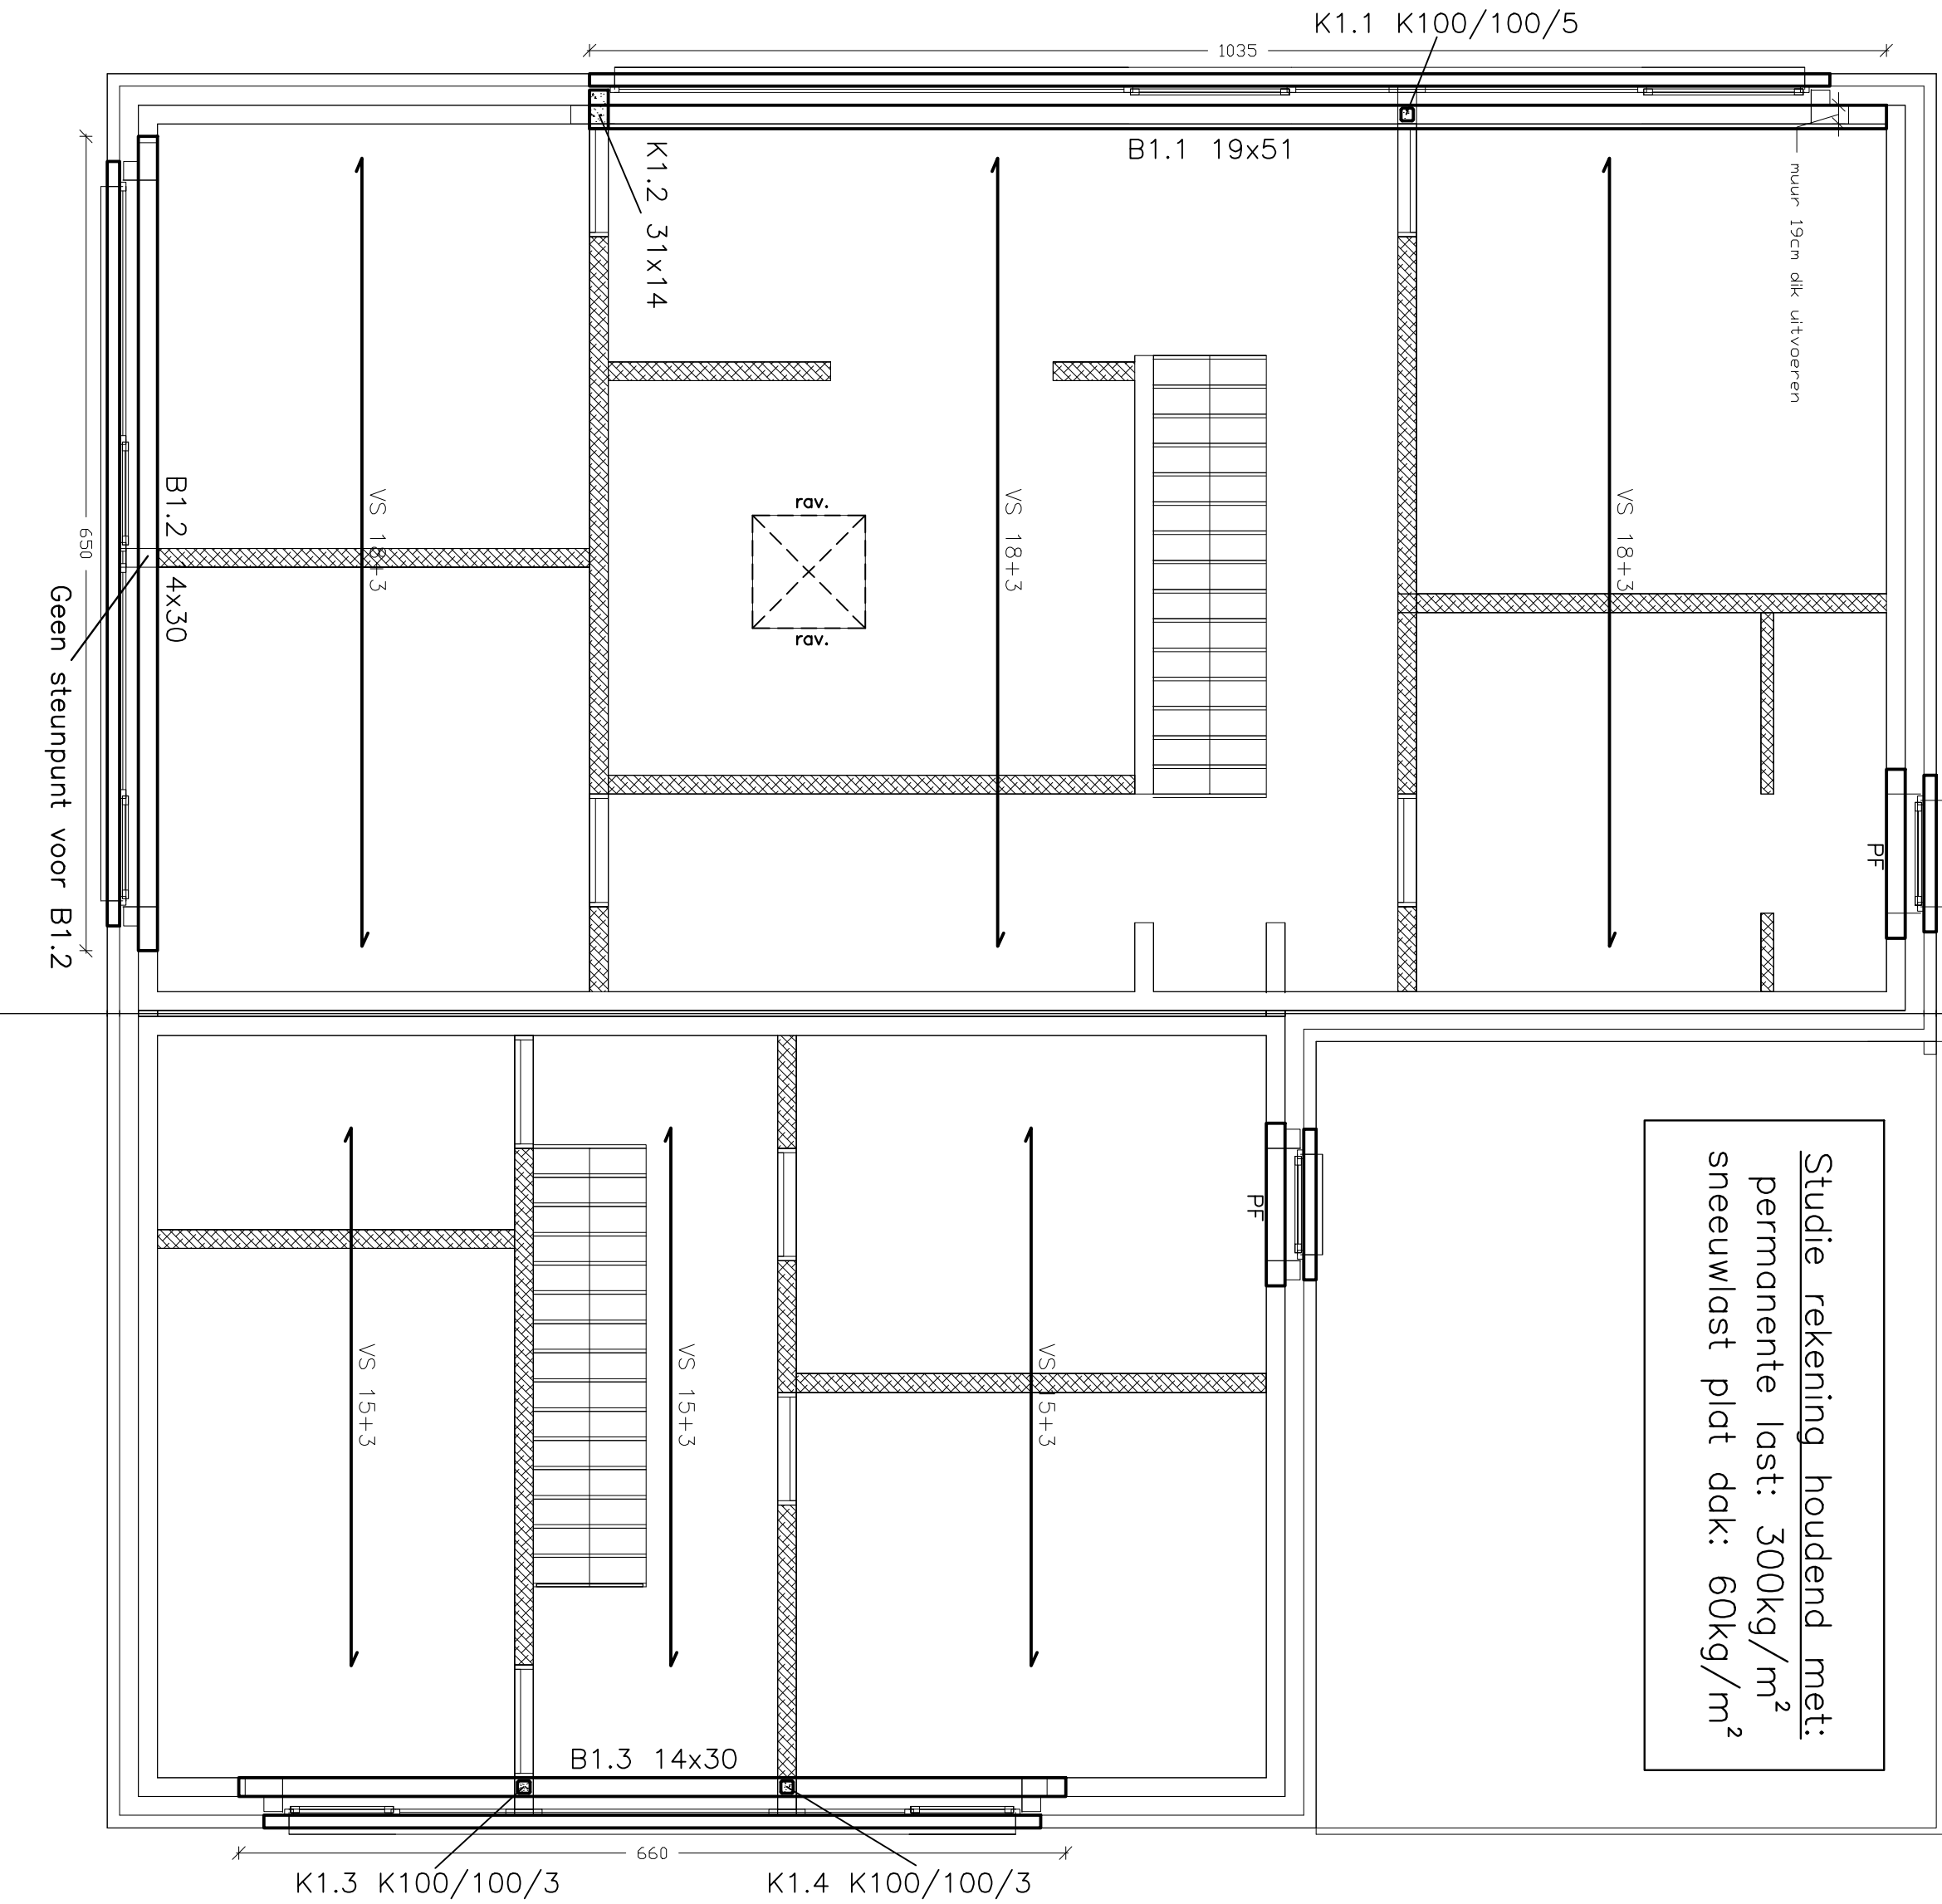 K1.1 K100/100/5
1035
B1.1 19x51
K1.2 31x14
muur 19cm dik uitvoeren
VS 18+3
VS 18+3
VS 18+3
rav.
rav.
B1.2 14x30
650
Geen steunpunt voor B1.2
PF
PF
Studie rekening houdend met:
permanente last: 300kg/m²
sneeuwlast plat dak: 60kg/m²
VS 15+3
VS 15+3
VS 15+3
B1.3 14x30
660
K1.3 K100/100/3
K1.4 K100/100/3